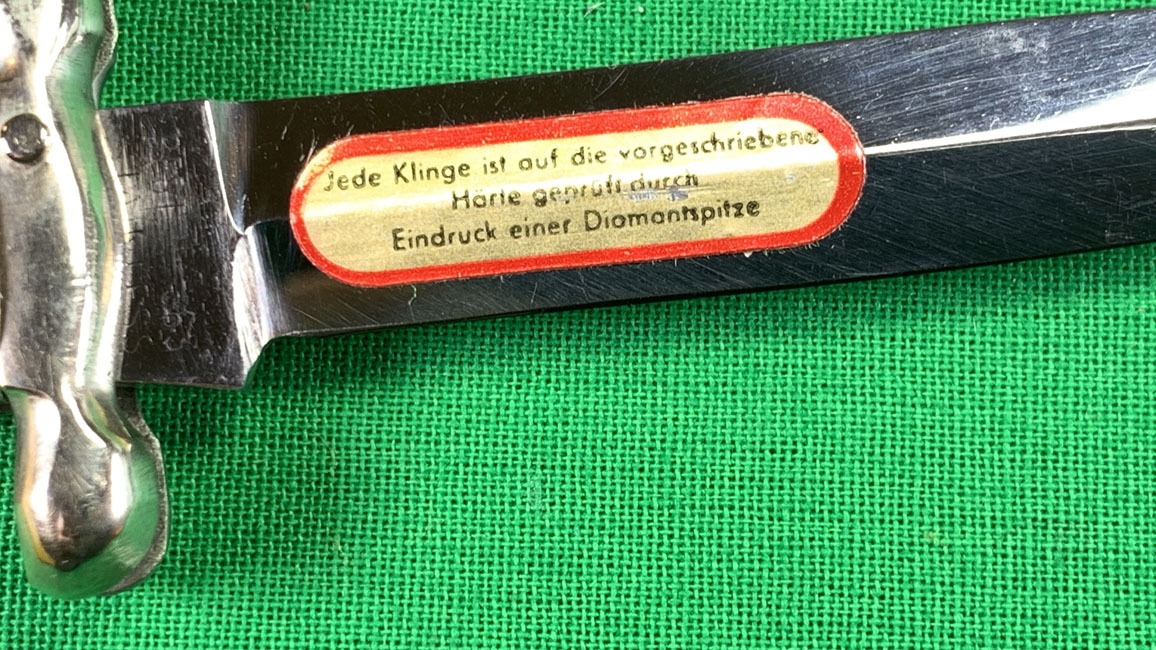 Jede Klinge ist auf die vorgeschriebene
Härte geprüft durch
Eindruck einer Diamantspitze